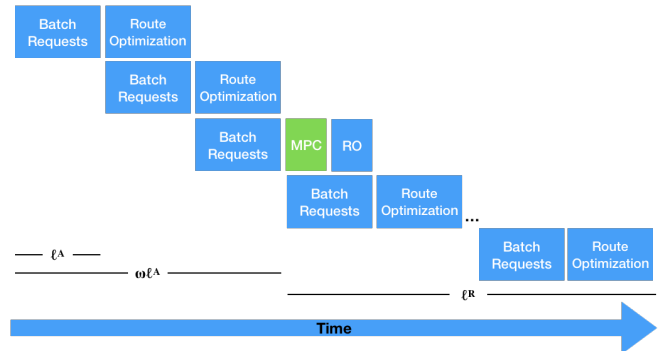 Batch
Requests
Route
Optimization
Batch
Requests
Route
Optimization
Batch
Requests
MPC
RO
Batch
Requests
Route
Optimization
...
Batch
Requests
Route
Optimization
ℓᴬ
ωℓᴬ
ℓᴿ
Time